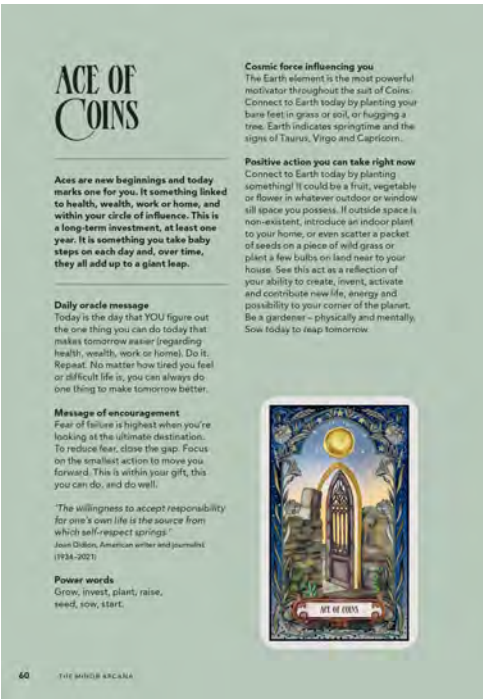 ACE OF
COINS
Aces are new beginnings and today
marks one for you. It something linked
to health, wealth, work or home, and
within your circle of influence. This is
a long-term investment, at least one
year. It is something you take baby
steps on each day and, over time,
they all add up to a giant leap.
Daily oracle message
Today is the day that YOU figure out
the one thing you can do today that
makes tomorrow easier (regarding
health, wealth, work or home). Do it.
Repeat. No matter how tired you feel
or difficult life is, you can always do
one thing to make tomorrow better.
Message of encouragement
Fear of failure is highest when you're
looking at the ultimate destination.
To reduce fear, close the gap. Focus
on the smallest action to move you
forward. This is within your gift, this
you can do, and do well.
'The willingness to accept responsibility
for one's own life is the source from
which self-respect springs.'
Joan Didion, American writer and journalist
(1934–2021)
Power words
Grow, invest, plant, raise,
seed, sow, start.
Cosmic force influencing you
The Earth element is the most powerful
motivator throughout the suit of Coins.
Connect to Earth today by planting your
bare feet in grass or soil, or hugging a
tree. Earth indicates springtime and the
signs of Taurus, Virgo and Capricorn.
Positive action you can take right now
Connect to Earth today by planting
something! It could be a fruit, vegetable
or flower in whatever outdoor or window
sill space you possess. If outside space is
non-existent, introduce an indoor plant
to your home, or even scatter a packet
of seeds on a piece of wild grass or
plant a few bulbs on land near to your
house. See this act as a reflection of
your ability to create, invent, activate
and contribute new life, energy and
possibility to your corner of the planet.
Be a gardener – physically and mentally.
Sow today to reap tomorrow.
ACE OF COINS
60 THE MINOR ARCANA